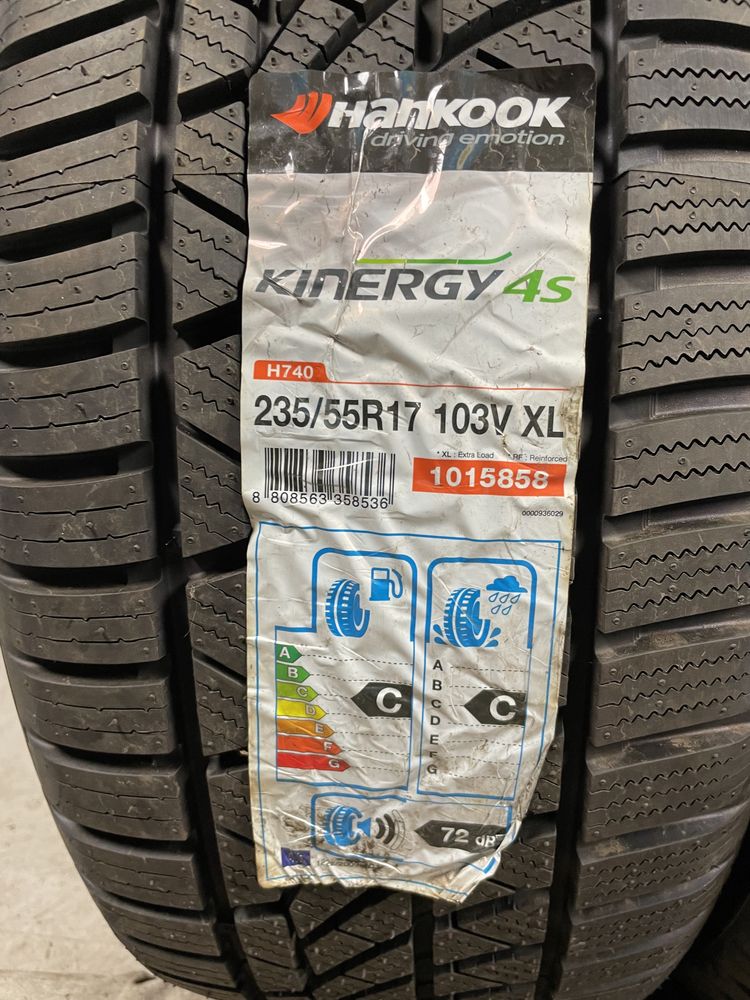 HANKOOK
driving emotion
KINERGY 4S
H740
235/55R17 103V XL
* XL : Extra Load * RF : Reinforced
1015858
8 808563 358536
0000936029
A
B
C
D
E
F
G
C
A
B
C
D
E
F
G
C
72 dB